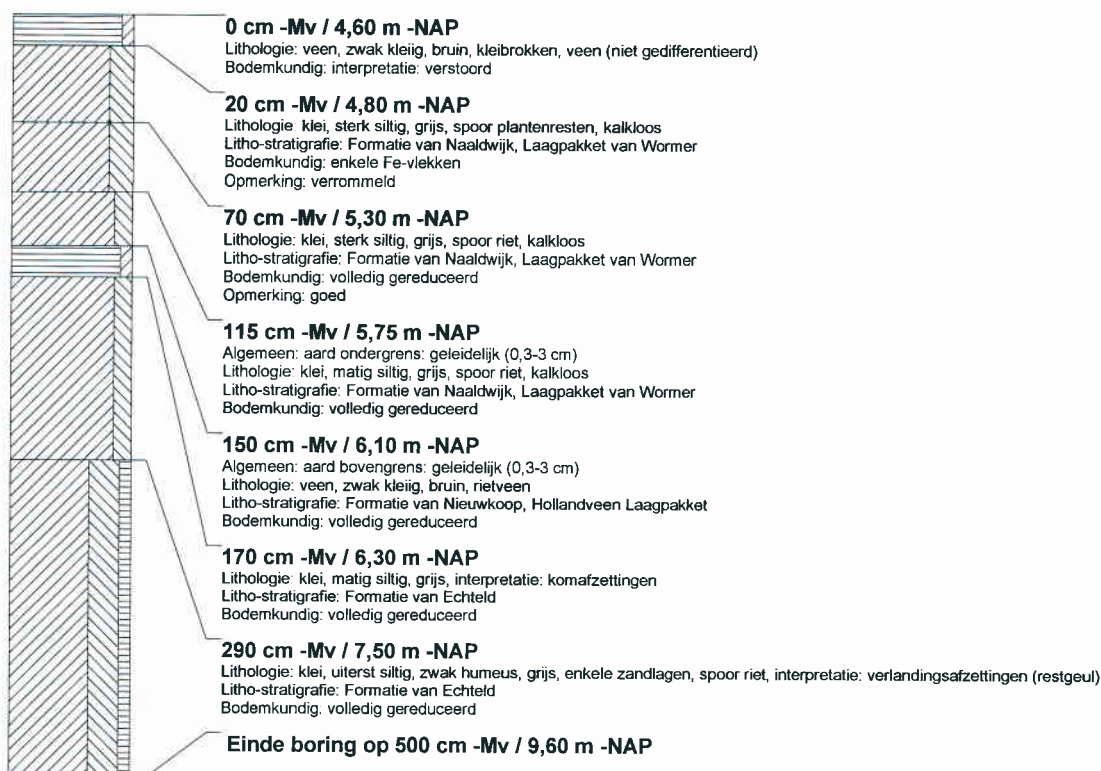 0 cm -Mv / 4,60 m -NAP
Lithologie: veen, zwak kleiig, bruin, kleibrokken, veen (niet gedifferentieerd)
Bodemkundig: interpretatie: verstoord
20 cm -Mv / 4,80 m -NAP
Lithologie: klei, sterk siltig, grijs, spoor plantenresten, kalkloos
Litho-stratigrafie: Formatie van Naaldwijk, Laagpakket van Wormer
Bodemkundig: enkele Fe-vlekken
Opmerking: verrommeld
70 cm -Mv / 5,30 m -NAP
Lithologie: klei, sterk siltig, grijs, spoor riet, kalkloos
Litho-stratigrafie: Formatie van Naaldwijk, Laagpakket van Wormer
Bodemkundig: volledig gereduceerd
Opmerking: goed
115 cm -Mv / 5,75 m -NAP
Algemeen: aard ondergrens: geleidelijk (0,3-3 cm)
Lithologie: klei, matig siltig, grijs, spoor riet, kalkloos
Litho-stratigrafie: Formatie van Naaldwijk, Laagpakket van Wormer
Bodemkundig: volledig gereduceerd
150 cm -Mv / 6,10 m -NAP
Algemeen: aard bovengrens: geleidelijk (0,3-3 cm)
Lithologie: veen, zwak kleiig, bruin, rietveen
Litho-stratigrafie: Formatie van Nieuwkoop, Hollandveen Laagpakket
Bodemkundig: volledig gereduceerd
170 cm -Mv / 6,30 m -NAP
Lithologie: klei, matig siltig, grijs, interpretatie: komafzettingen
Litho-stratigrafie: Formatie van Echteld
Bodemkundig: volledig gereduceerd
290 cm -Mv / 7,50 m -NAP
Lithologie: klei, uiterst siltig, zwak humeus, grijs, enkele zandlagen, spoor riet, interpretatie: verlandingsafzettingen (restgeul)
Litho-stratigrafie: Formatie van Echteld
Bodemkundig: volledig gereduceerd
Einde boring op 500 cm -Mv / 9,60 m -NAP